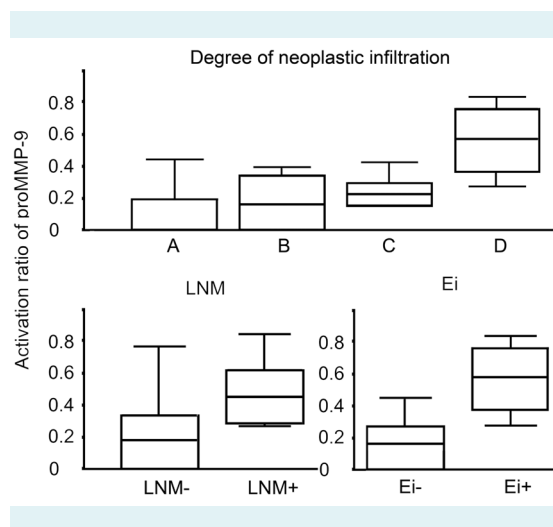 Degree of neoplastic infiltration
Activation ratio of proMMP-9
0.8
0.6
0.4
0.2
0
A B C D
LNM Ei
0.8 0.8
0.6 0.6
0.4 0.4
0.2 0.2
0 0
LNM- LNM+ Ei- Ei+